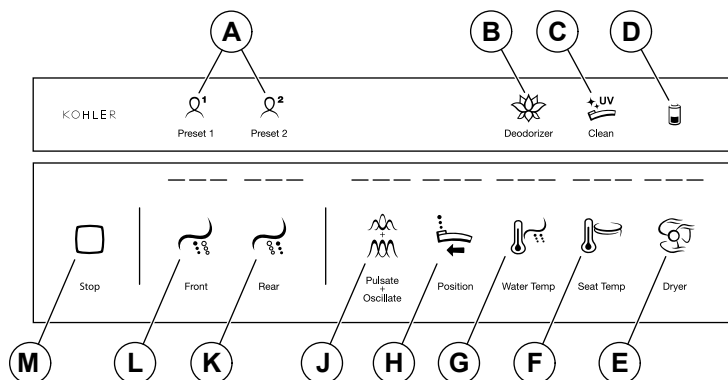 A B C D
KOHLER 1 2 UV
Preset 1 Preset 2 Deodorizer Clean
+
Stop Front Rear Pulsate Position Water Temp Seat Temp Dryer
+
Oscillate
M L K J H G F E